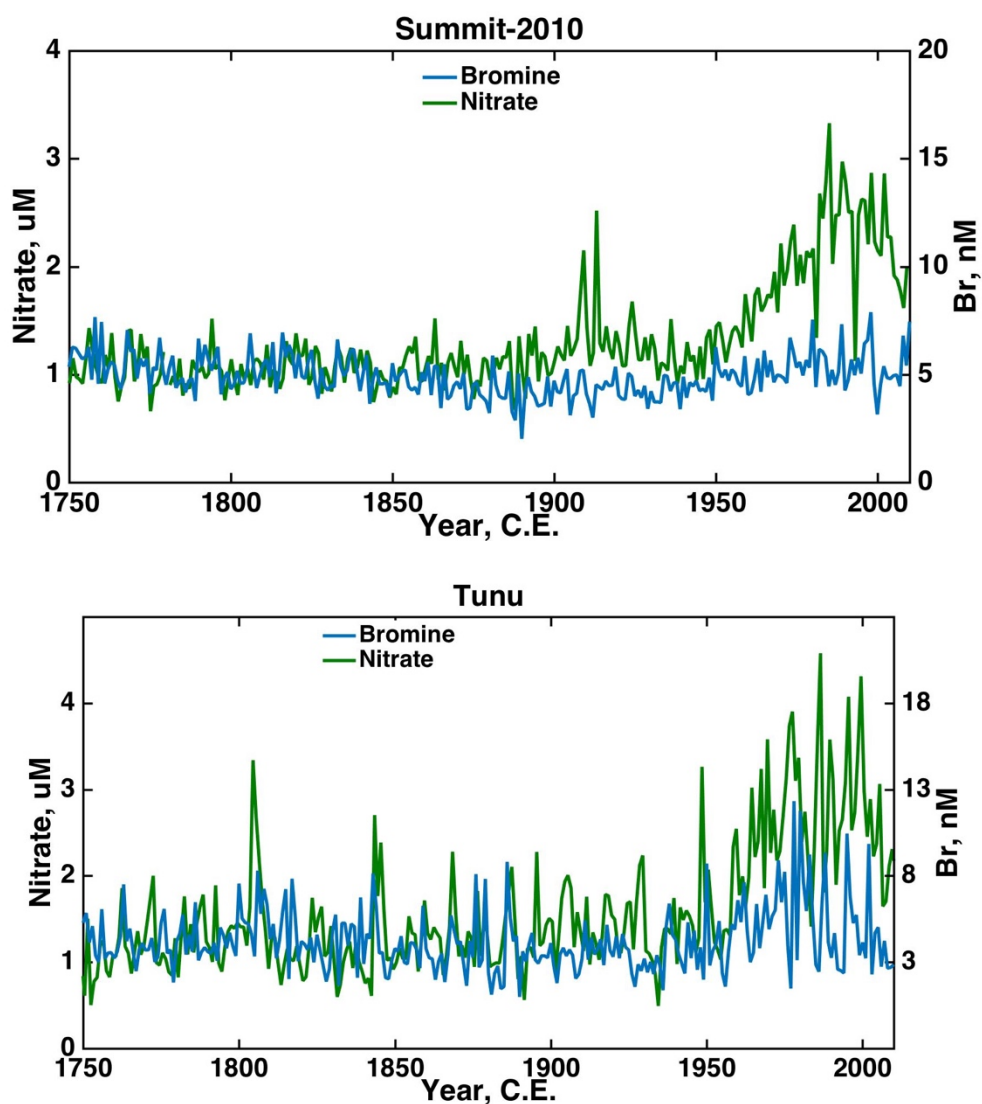 Summit-2010
4
20
Bromine
Nitrate
3
15
Nitrate, uM
2
10
Br, nM
1
5
0
0
1750 1800 1850 1900 1950 2000
Year, C.E.
Tunu
Bromine
Nitrate
4
18
3
13
Nitrate, uM
Br, nM
2
8
1
3
0
1750 1800 1850 1900 1950 2000
Year, C.E.